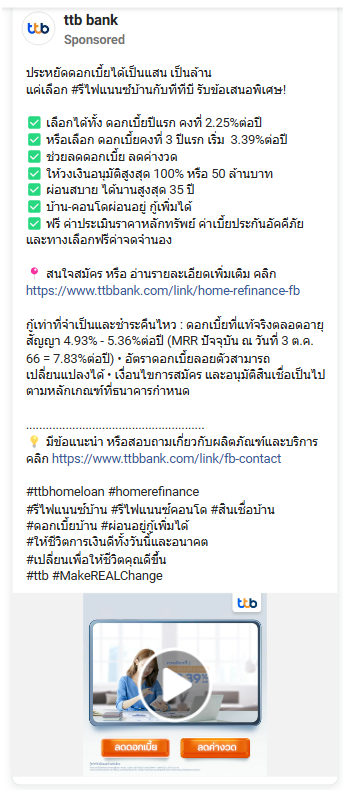 ttb
ttb bank
Sponsored
ประหยัดดอกเบี้ยได้เป็นแสน เป็นล้าน
แค่เลือก #รีไฟแนนซ์บ้านกับทีทีบี รับข้อเสนอพิเศษ!
✅ เลือกได้ทั้ง ดอกเบี้ยปีแรก คงที่ 2.25%ต่อปี
✅ หรือเลือก ดอกเบี้ยคงที่ 3 ปีแรก เริ่ม 3.39%ต่อปี
✅ ช่วยลดดอกเบี้ย ลดค่างวด
✅ ให้วงเงินอนุมัติสูงสุด 100% หรือ 50 ล้านบาท
✅ ผ่อนสบาย ได้นานสูงสุด 35 ปี
✅ บ้าน-คอนโดผ่อนอยู่ กู้เพิ่มได้
✅ ฟรี ค่าประเมินราคาหลักทรัพย์ ค่าเบี้ยประกันอัคคีภัย
และทางเลือกฟรีค่าจดจำนอง
📍 สนใจสมัคร หรือ อ่านรายละเอียดเพิ่มเติม คลิก
https://www.ttbbank.com/link/home-refinance-fb
กู้เท่าที่จำเป็นและชำระคืนไหว : ดอกเบี้ยที่แท้จริงตลอดอายุ
สัญญา 4.93% - 5.36%ต่อปี (MRR ปัจจุบัน ณ วันที่ 3 ต.ค.
66 = 7.83%ต่อปี) • อัตราดอกเบี้ยลอยตัวสามารถ
เปลี่ยนแปลงได้ • เงื่อนไขการสมัคร และอนุมัติสินเชื่อเป็นไป
ตามหลักเกณฑ์ที่ธนาคารกำหนด
......................................................
💡 มีข้อแนะนำ หรือสอบถามเกี่ยวกับผลิตภัณฑ์และบริการ
คลิก https://www.ttbbank.com/link/fb-contact
#ttbhomeloan #homerefinance
#รีไฟแนนซ์บ้าน #รีไฟแนนซ์คอนโด #สินเชื่อบ้าน
#ดอกเบี้ยบ้าน #ผ่อนอยู่กู้เพิ่มได้
#ให้ชีวิตการเงินดีทั้งวันนี้และอนาคต
#เปลี่ยนเพื่อให้ชีวิตคุณดีขึ้น
#ttb #MakeREALChange
ttb
ลดดอกเบี้ย ลดค่างวด